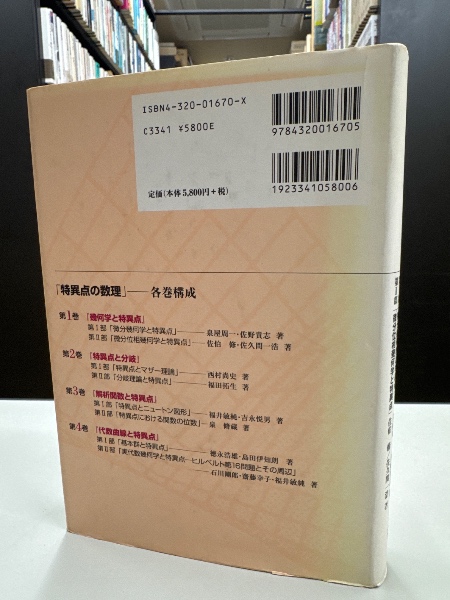 ISBN4-320-01670-X
C3341 ¥5800E
定価(本体5,800円+税)
9784320016705
1923341058006
「特異点の数理」——各巻構成
第1巻 「幾何学と特異点」
第Ⅰ部「微分幾何学と特異点」——泉屋周一・佐野貴志 著
第Ⅱ部「微分位相幾何学と特異点」——佐伯 修・佐久間一浩 著
第2巻 「特異点と分岐」
第Ⅰ部「特異点とマザー理論」——西村尚史 著
第Ⅱ部「分岐理論と特異点」——福田拓生 著
第3巻 「解析関数と特異点」
第Ⅰ部「特異点とニュートン図形」——福井敏純・吉永悦男 著
第Ⅱ部「特異点における関数の位数」——泉 脩蔵 著
第4巻 「代数曲線と特異点」
第Ⅰ部「基本群と特異点」——徳永浩雄・島田伊知朗 著
第Ⅱ部「実代数幾何学と特異点—ヒルベルト第16問題とその周辺」
——石川剛郎・齋藤幸子・福井敏純 著